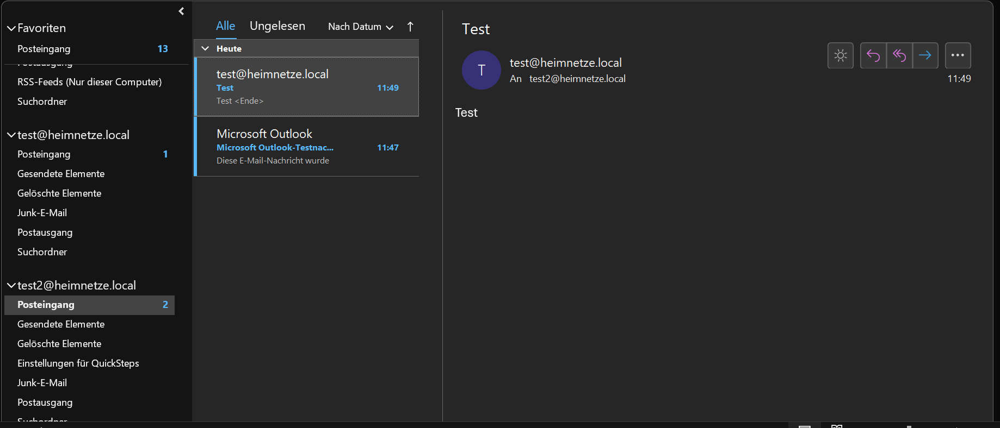 Favoriten
Posteingang 13
Postausgang
RSS-Feeds (Nur dieser Computer)
Suchordner
test@heimnetze.local
Posteingang 1
Gesendete Elemente
Gelöschte Elemente
Junk-E-Mail
Postausgang
Suchordner
test2@heimnetze.local
Posteingang 2
Gesendete Elemente
Gelöschte Elemente
Einstellungen für QuickSteps
Junk-E-Mail
Postausgang
Suchordner
Alle Ungelesen Nach Datum
Heute
test@heimnetze.local
Test 11:49
Test <Ende>
Microsoft Outlook
Microsoft Outlook-Testnac... 11:47
Diese E-Mail-Nachricht wurde
Test
T
test@heimnetze.local
An test2@heimnetze.local 11:49
Test